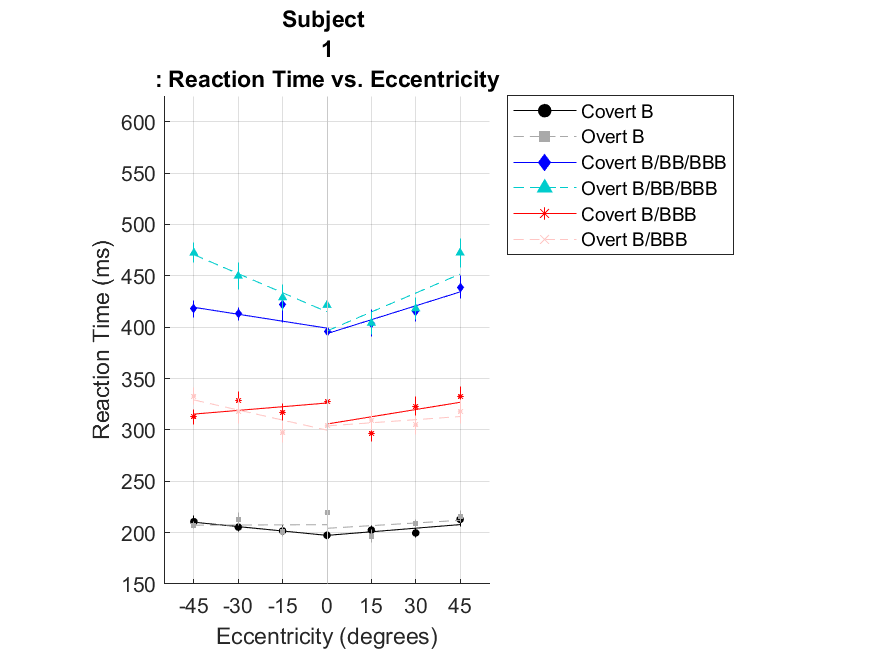 Subject
1
: Reaction Time vs. Eccentricity
Covert B
Overt B
Covert B/BB/BBB
Overt B/BB/BBB
Covert B/BBB
Overt B/BBB
Reaction Time (ms)
600
550
500
450
400
350
300
250
200
150
-45 -30 -15 0 15 30 45
Eccentricity (degrees)